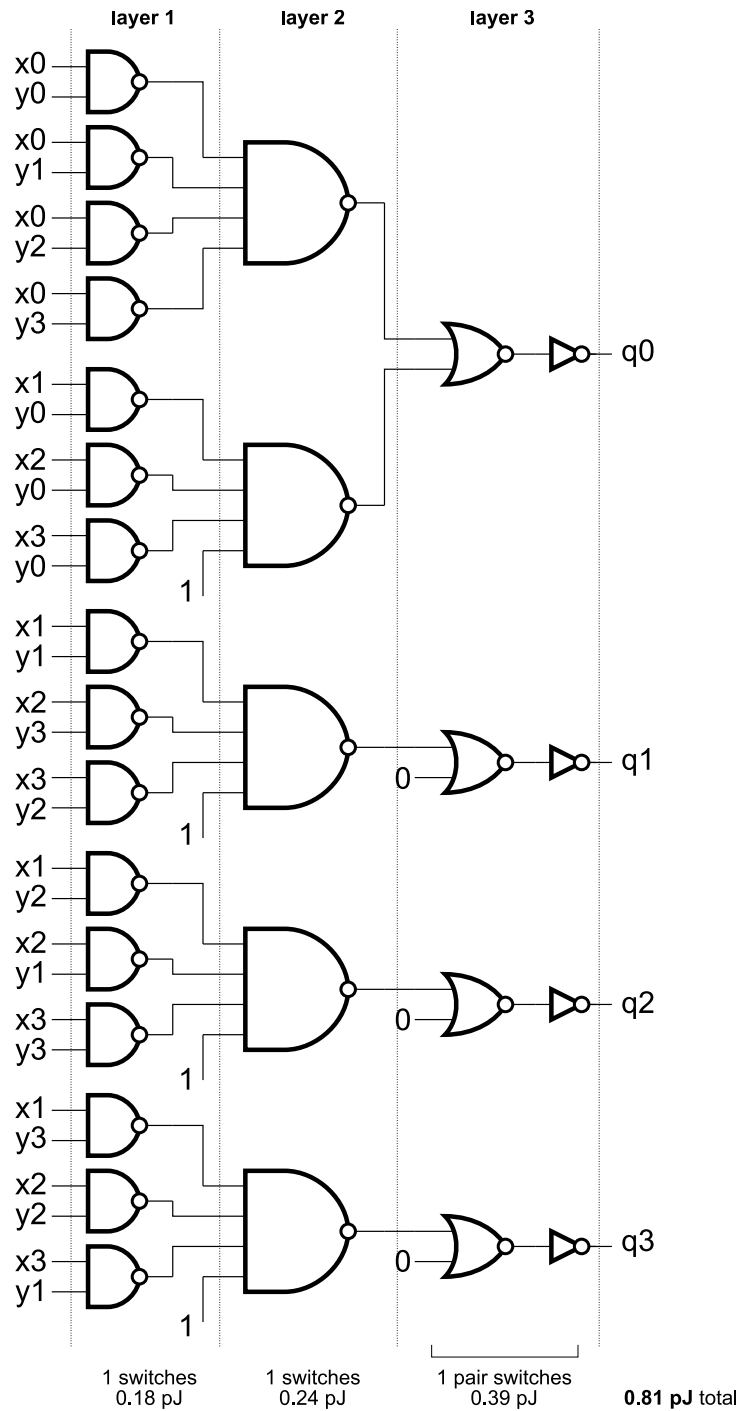 layer 1
layer 2
layer 3
x0
y0
x0
y1
x0
y2
x0
y3
x1
y0
x2
y0
x3
y0
1
q0
x1
y1
x2
y3
x3
y2
1
0
q1
x1
y2
x2
y1
x3
y3
1
0
q2
x1
y3
x2
y2
x3
y1
1
0
q3
1 switches
0.18 pJ
1 switches
0.24 pJ
1 pair switches
0.39 pJ
0.81 pJ total